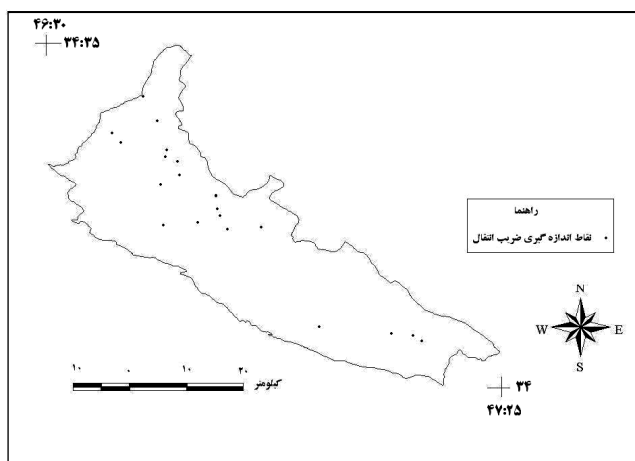 ۴۶:۳۰
۳۴:۳۵
راهنما
نقاط اندازه گیری ضریب انتقال
N
W E
S
۱۰ ۰ ۱۰ ۲۰
کیلومتر
۳۴
۴۷:۲۵